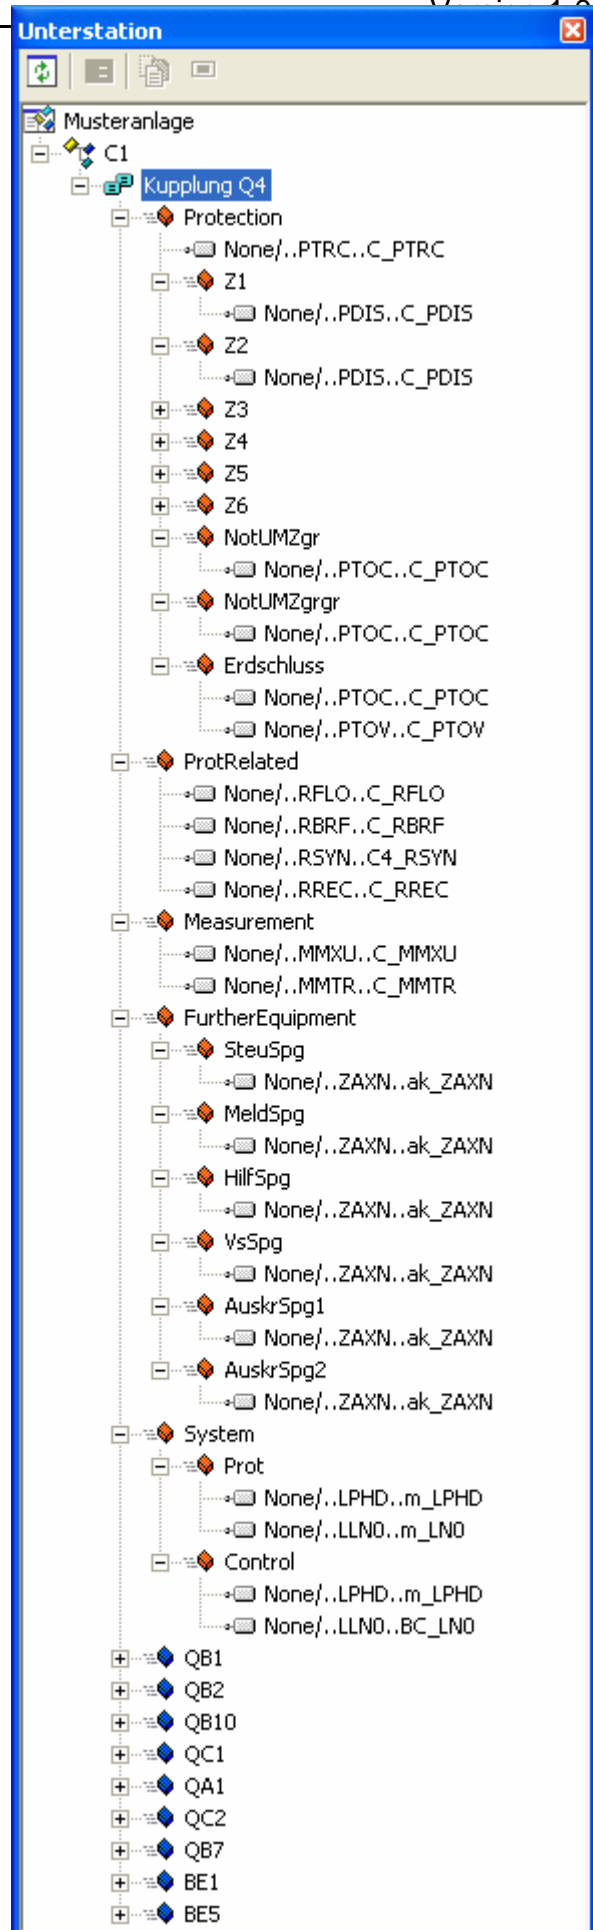 Version 1.0
Unterstation
Musteranlage
C1
Kupplung Q4
Protection
None/..PTRC..C_PTRC
Z1
None/..PDIS..C_PDIS
Z2
None/..PDIS..C_PDIS
Z3
Z4
Z5
Z6
NotUMZgr
None/..PTOC..C_PTOC
NotUMZgrgr
None/..PTOC..C_PTOC
Erdschluss
None/..PTOC..C_PTOC
None/..PTOV..C_PTOV
ProtRelated
None/..RFLO..C_RFLO
None/..RBRF..C_RBRF
None/..RSYN..C4_RSYN
None/..RREC..C_RREC
Measurement
None/..MMXU..C_MMXU
None/..MMTR..C_MMTR
FurtherEquipment
SteuSpg
None/..ZAXN..ak_ZAXN
MeldSpg
None/..ZAXN..ak_ZAXN
HilfSpg
None/..ZAXN..ak_ZAXN
VsSpg
None/..ZAXN..ak_ZAXN
AuskrSpg1
None/..ZAXN..ak_ZAXN
AuskrSpg2
None/..ZAXN..ak_ZAXN
System
Prot
None/..LPHD..m_LPHD
None/..LLN0..m_LN0
Control
None/..LPHD..m_LPHD
None/..LLN0..BC_LN0
QB1
QB2
QB10
QC1
QA1
QC2
QB7
BE1
BE5